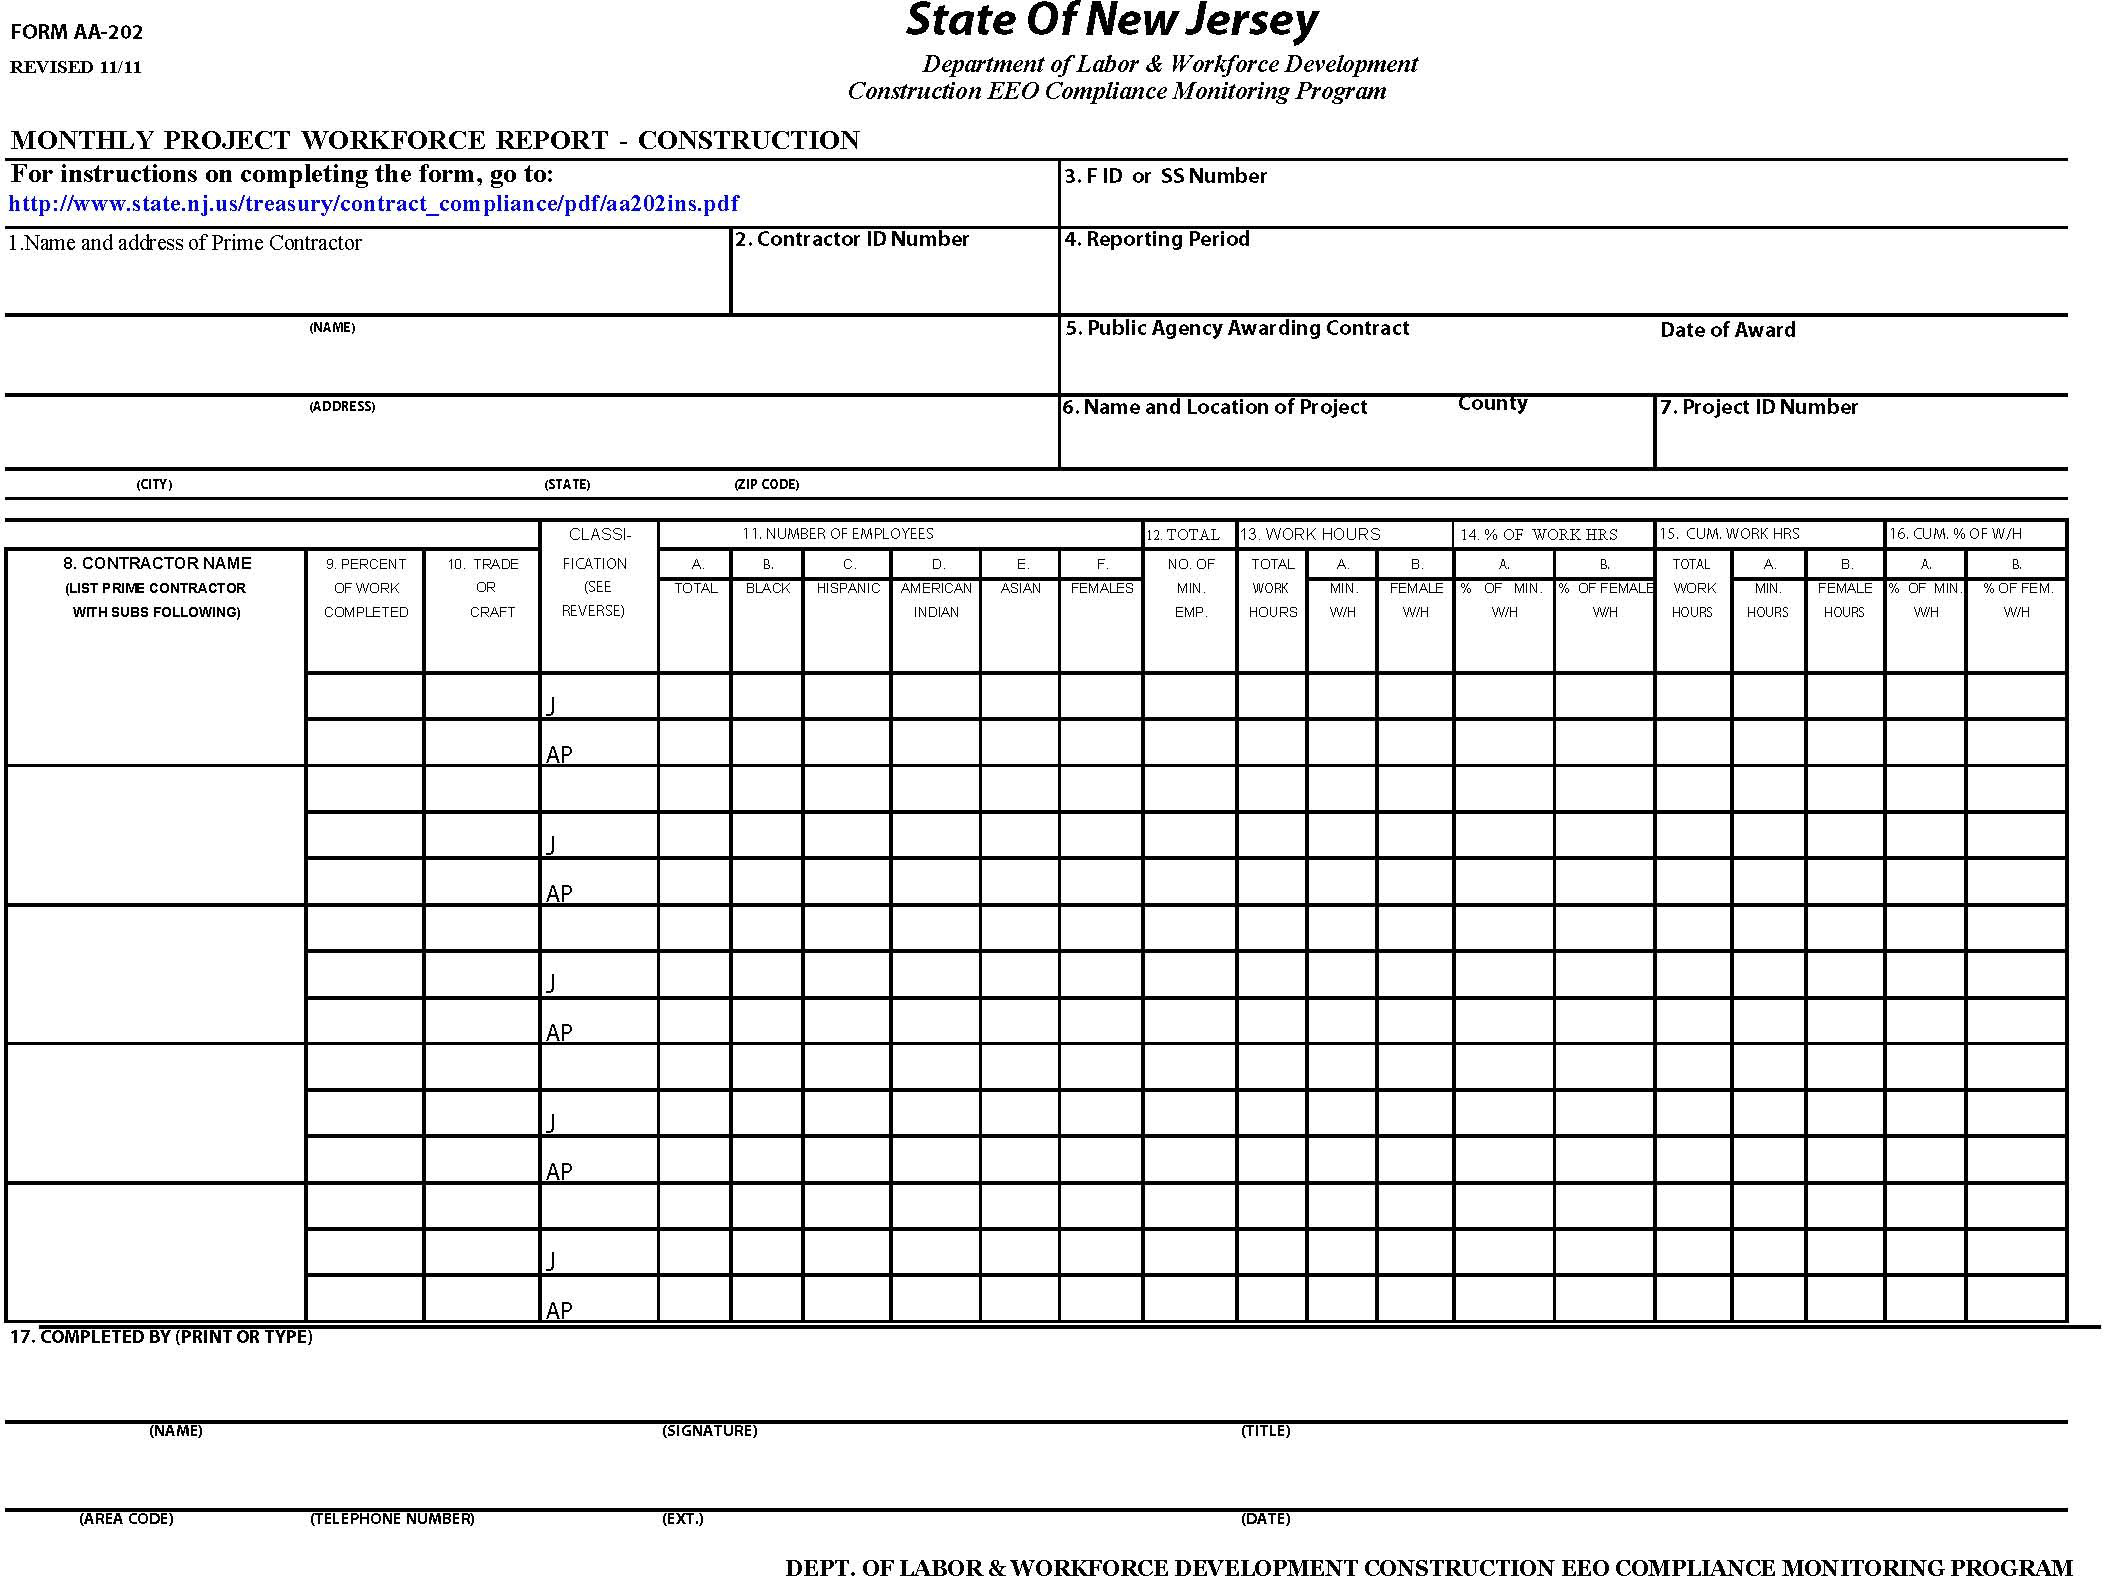 State Of New Jersey
FORM AA-202
Department of Labor & Workforce Development
REVISED 11/11
Construction EEO Compliance Monitoring Program
MONTHLY PROJECT WORKFORCE REPORT - CONSTRUCTION
For instructions on completing the form, go to:
http://www.state.nj.us/treasury/contract_compliance/pdf/aa202ins.pdf
3. F ID or SS Number
1.Name and address of Prime Contractor
2. Contractor ID Number
4. Reporting Period
(NAME)
5. Public Agency Awarding Contract
Date of Award
(ADDRESS)
6. Name and Location of Project
County
7. Project ID Number
(CITY) (STATE) (ZIP CODE)
CLASSI- 11. NUMBER OF EMPLOYEES 12. TOTAL 13. WORK HOURS 14. % OF WORK HRS 15. CUM. WORK HRS 16. CUM. % OF W/H
8. CONTRACTOR NAME 9. PERCENT 10. TRADE FICATION A. B. C. D. E. F. NO. OF TOTAL A. B. A. B. TOTAL A. B. A. B.
(LIST PRIME CONTRACTOR OF WORK OR (SEE TOTAL BLACK HISPANIC AMERICAN ASIAN FEMALES MIN. WORK MIN. FEMALE % OF MIN. % OF FEMALE WORK MIN. FEMALE % OF MIN. % OF FEM.
WITH SUBS FOLLOWING) COMPLETED CRAFT REVERSE) INDIAN EMP. HOURS W/H W/H W/H W/H HOURS HOURS HOURS W/H W/H
J
AP
J
AP
J
AP
J
AP
J
AP
17. COMPLETED BY (PRINT OR TYPE)
(NAME) (SIGNATURE) (TITLE)
(AREA CODE) (TELEPHONE NUMBER) (EXT.) (DATE)
DEPT. OF LABOR & WORKFORCE DEVELOPMENT CONSTRUCTION EEO COMPLIANCE MONITORING PROGRAM